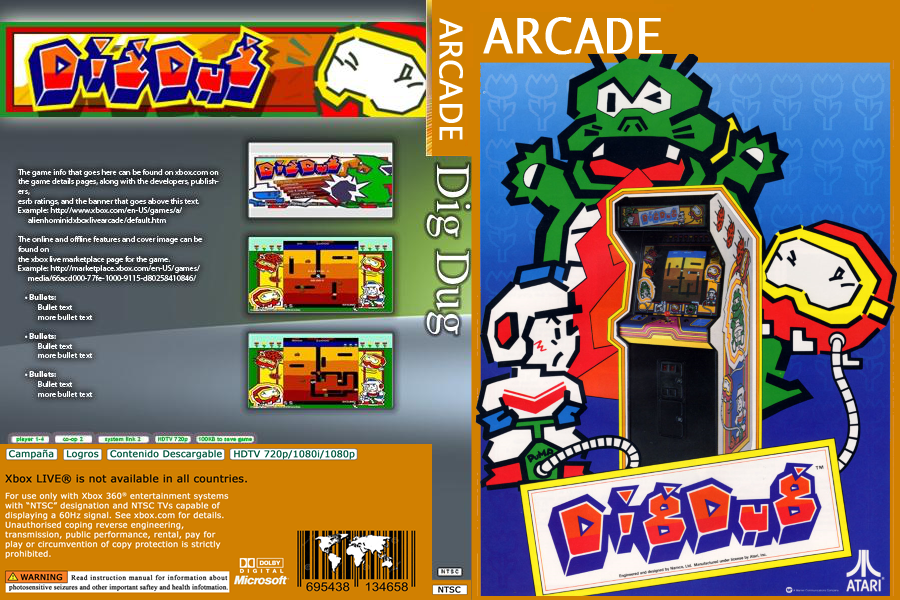 Dig Dug
The game info that goes here can be found on xbox.com on
the game details pages, along with the developers, publish-
ers,
esrb ratings, and the banner that goes above this text.
Example: http://www.xbox.com/en-US/games/a/
alienhominidxboxlivearcade/default.htm
The online and offline features and cover image can be
found on
the xbox live marketplace page for the game.
Example: http://marketplace.xbox.com/en-US/games/
media/66acd000-77fe-1000-9115-d80258410846/
• Bullets:
Bullet text
more bullet text
• Bullets:
Bullet text
more bullet text
• Bullets:
Bullet text
more bullet text
Dig Dug
player 1-4 co-op 2 system link 2 HDTV 720p 100KB to save game
Campaña Logros Contenido Descargable HDTV 720p/1080i/1080p
Xbox LIVE® is not available in all countries.
For use only with Xbox 360® entertainment systems
with “NTSC” designation and NTSC TVs capable of
displaying a 60Hz signal. See xbox.com for details.
Unauthorised coping reverse engineering,
transmission, public performance, rental, pay for
play or circumvention of copy protection is strictly
prohibited.
WARNING Read instruction manual for information about
photosensitive seizures and other important saftey and health infotmation.
DOLBY
DIGITAL
Microsoft®
695438 134658
ARCADE
Dig Dug
NTSC
NTSC
ARCADE
Dig Dug
PUMP
Dig Dug™
Engineered and designed by Namco, Ltd. Manufactured under license by Atari, Inc.
ATARI®